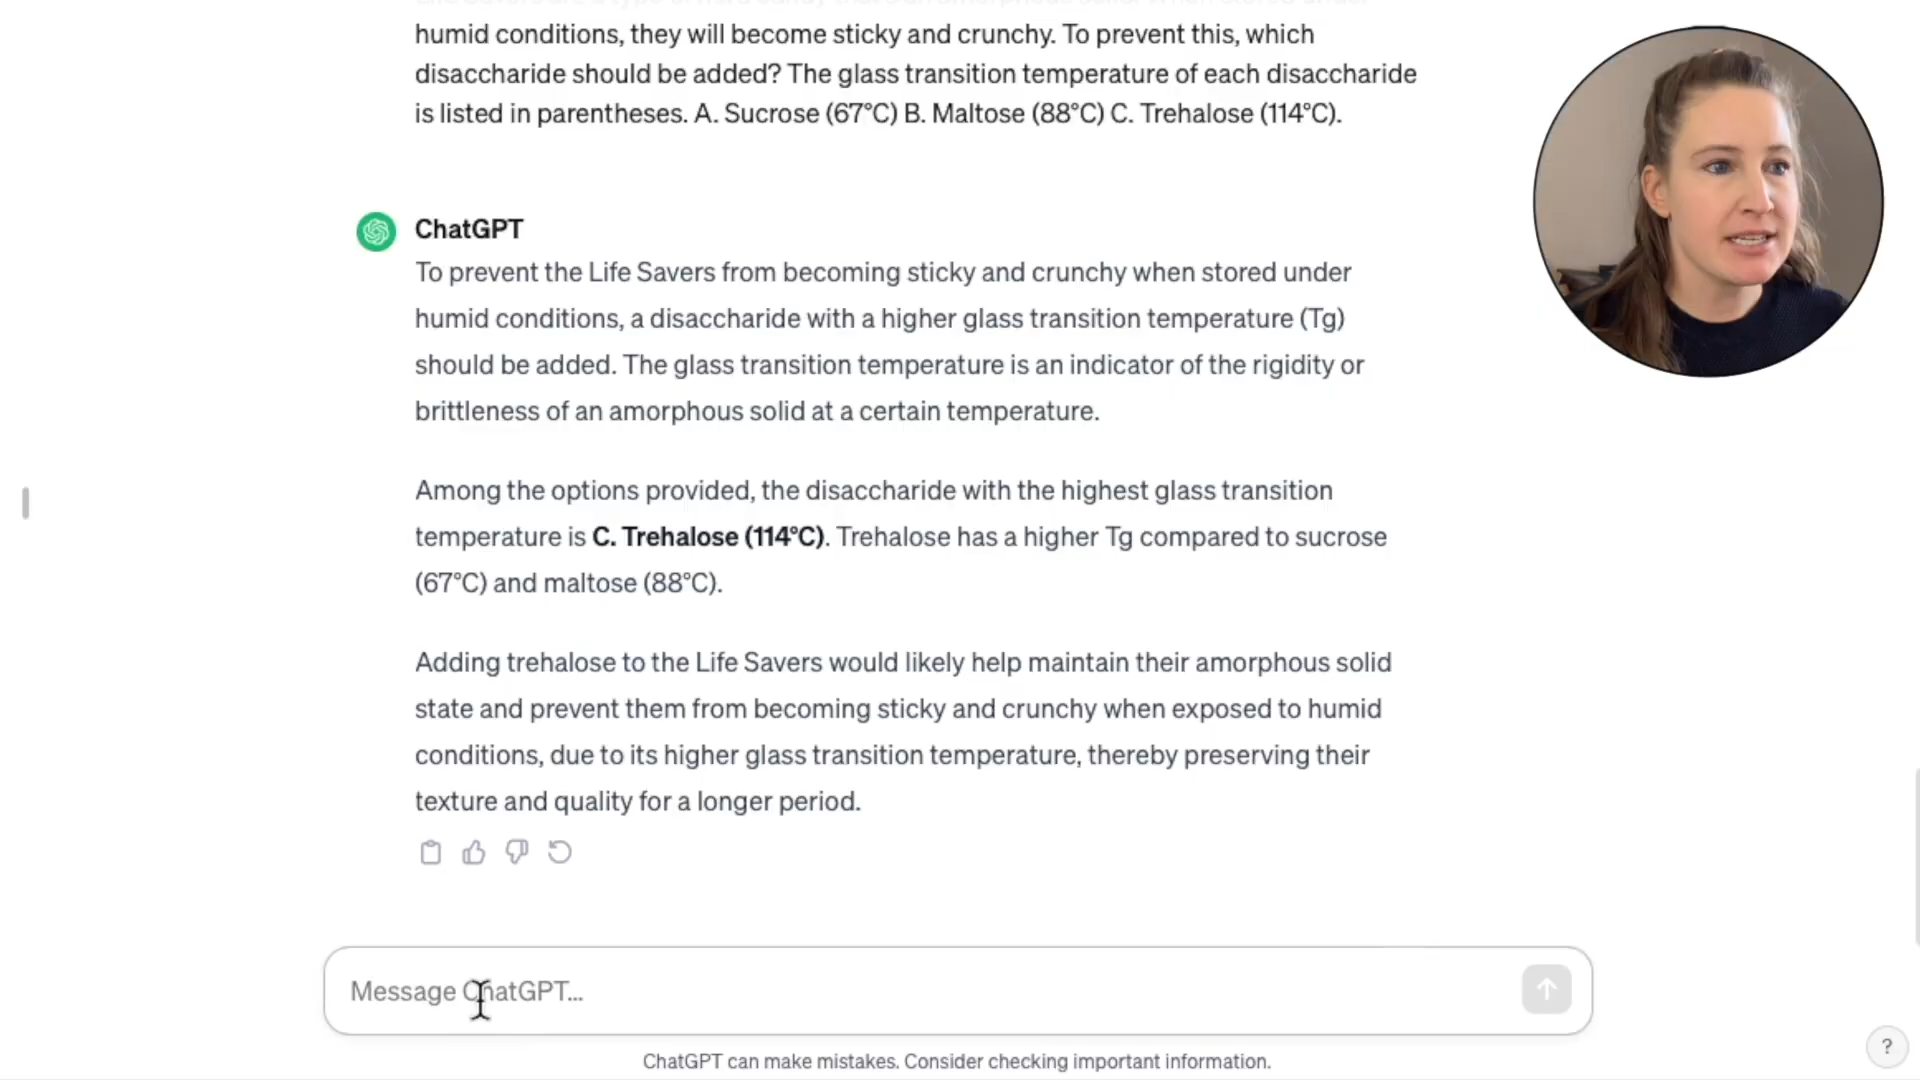 humid conditions, they will become sticky and crunchy. To prevent this, which
disaccharide should be added? The glass transition temperature of each disaccharide
is listed in parentheses. A. Sucrose (67°C) B. Maltose (88°C) C. Trehalose (114°C).
ChatGPT
To prevent the Life Savers from becoming sticky and crunchy when stored under
humid conditions, a disaccharide with a higher glass transition temperature (Tg)
should be added. The glass transition temperature is an indicator of the rigidity or
brittleness of an amorphous solid at a certain temperature.
Among the options provided, the disaccharide with the highest glass transition
temperature is C. Trehalose (114°C). Trehalose has a higher Tg compared to sucrose
(67°C) and maltose (88°C).
Adding trehalose to the Life Savers would likely help maintain their amorphous solid
state and prevent them from becoming sticky and crunchy when exposed to humid
conditions, due to its higher glass transition temperature, thereby preserving their
texture and quality for a longer period.
Message ChatGPT...
ChatGPT can make mistakes. Consider checking important information.
?